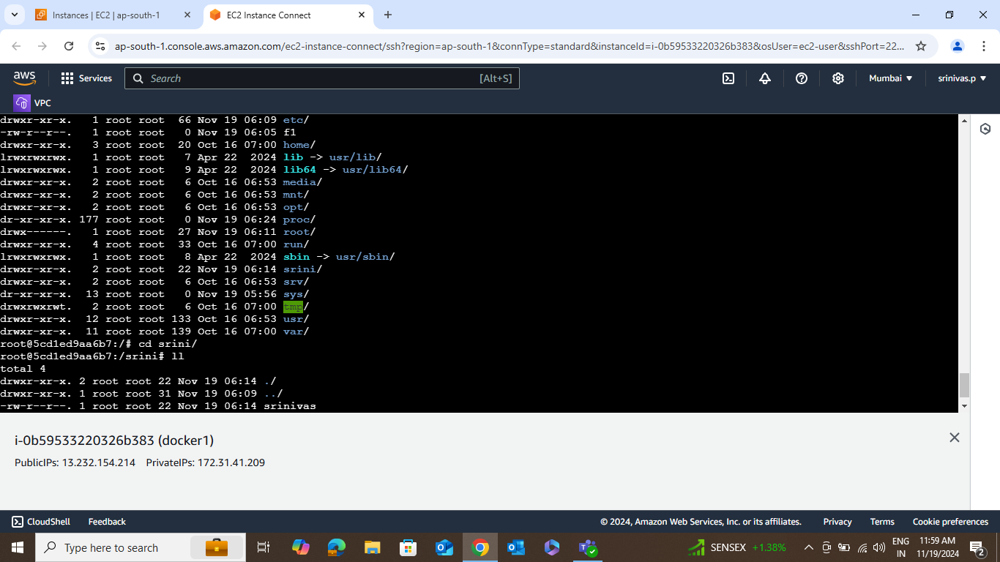 Instances | EC2 | ap-south-1
EC2 Instance Connect
ap-south-1.console.aws.amazon.com/ec2-instance-connect/ssh?region=ap-south-1&connType=standard&instanceId=i-0b59533220326b383&osUser=ec2-user&sshPort=22...
aws Services Search [Alt+S] Mumbai srinivas.p
VPC
drwxr-xr-x.   1 root root  66 Nov 19 06:09 etc/
-rw-r--r--.   1 root root   0 Nov 19 06:05 f1
drwxr-xr-x.   3 root root  20 Oct 16 07:00 home/
lrwxrwxrwx.   1 root root   7 Apr 22  2024 lib -> usr/lib/
lrwxrwxrwx.   1 root root   9 Apr 22  2024 lib64 -> usr/lib64/
drwxr-xr-x.   2 root root   6 Oct 16 06:53 media/
drwxr-xr-x.   2 root root   6 Oct 16 06:53 mnt/
drwxr-xr-x.   2 root root   6 Oct 16 06:53 opt/
dr-xr-xr-x. 177 root root   0 Nov 19 06:24 proc/
drwx------.   1 root root  27 Nov 19 06:11 root/
drwxr-xr-x.   4 root root  33 Oct 16 07:00 run/
lrwxrwxrwx.   1 root root   8 Apr 22  2024 sbin -> usr/sbin/
drwxr-xr-x.   2 root root  22 Nov 19 06:14 srini/
drwxr-xr-x.   2 root root   6 Oct 16 06:53 srv/
dr-xr-xr-x.  13 root root   0 Nov 19 05:56 sys/
drwxrwxrwt.   2 root root   6 Oct 16 07:00 tmp/
drwxr-xr-x.  12 root root 133 Oct 16 06:53 usr/
drwxr-xr-x.  11 root root 139 Oct 16 07:00 var/
root@5cd1ed9aa6b7:/# cd srini/
root@5cd1ed9aa6b7:/srini# ll
total 4
drwxr-xr-x. 2 root root 22 Nov 19 06:14 ./
drwxr-xr-x. 1 root root 31 Nov 19 06:09 ../
-rw-r--r--. 1 root root 22 Nov 19 06:14 srinivas
i-0b59533220326b383 (docker1)
PublicIPs: 13.232.154.214 PrivateIPs: 172.31.41.209
CloudShell Feedback © 2024, Amazon Web Services, Inc. or its affiliates. Privacy Terms Cookie preferences
Type here to search SENSEX +1.38% ENG 11:59 AM
IN 11/19/2024 2